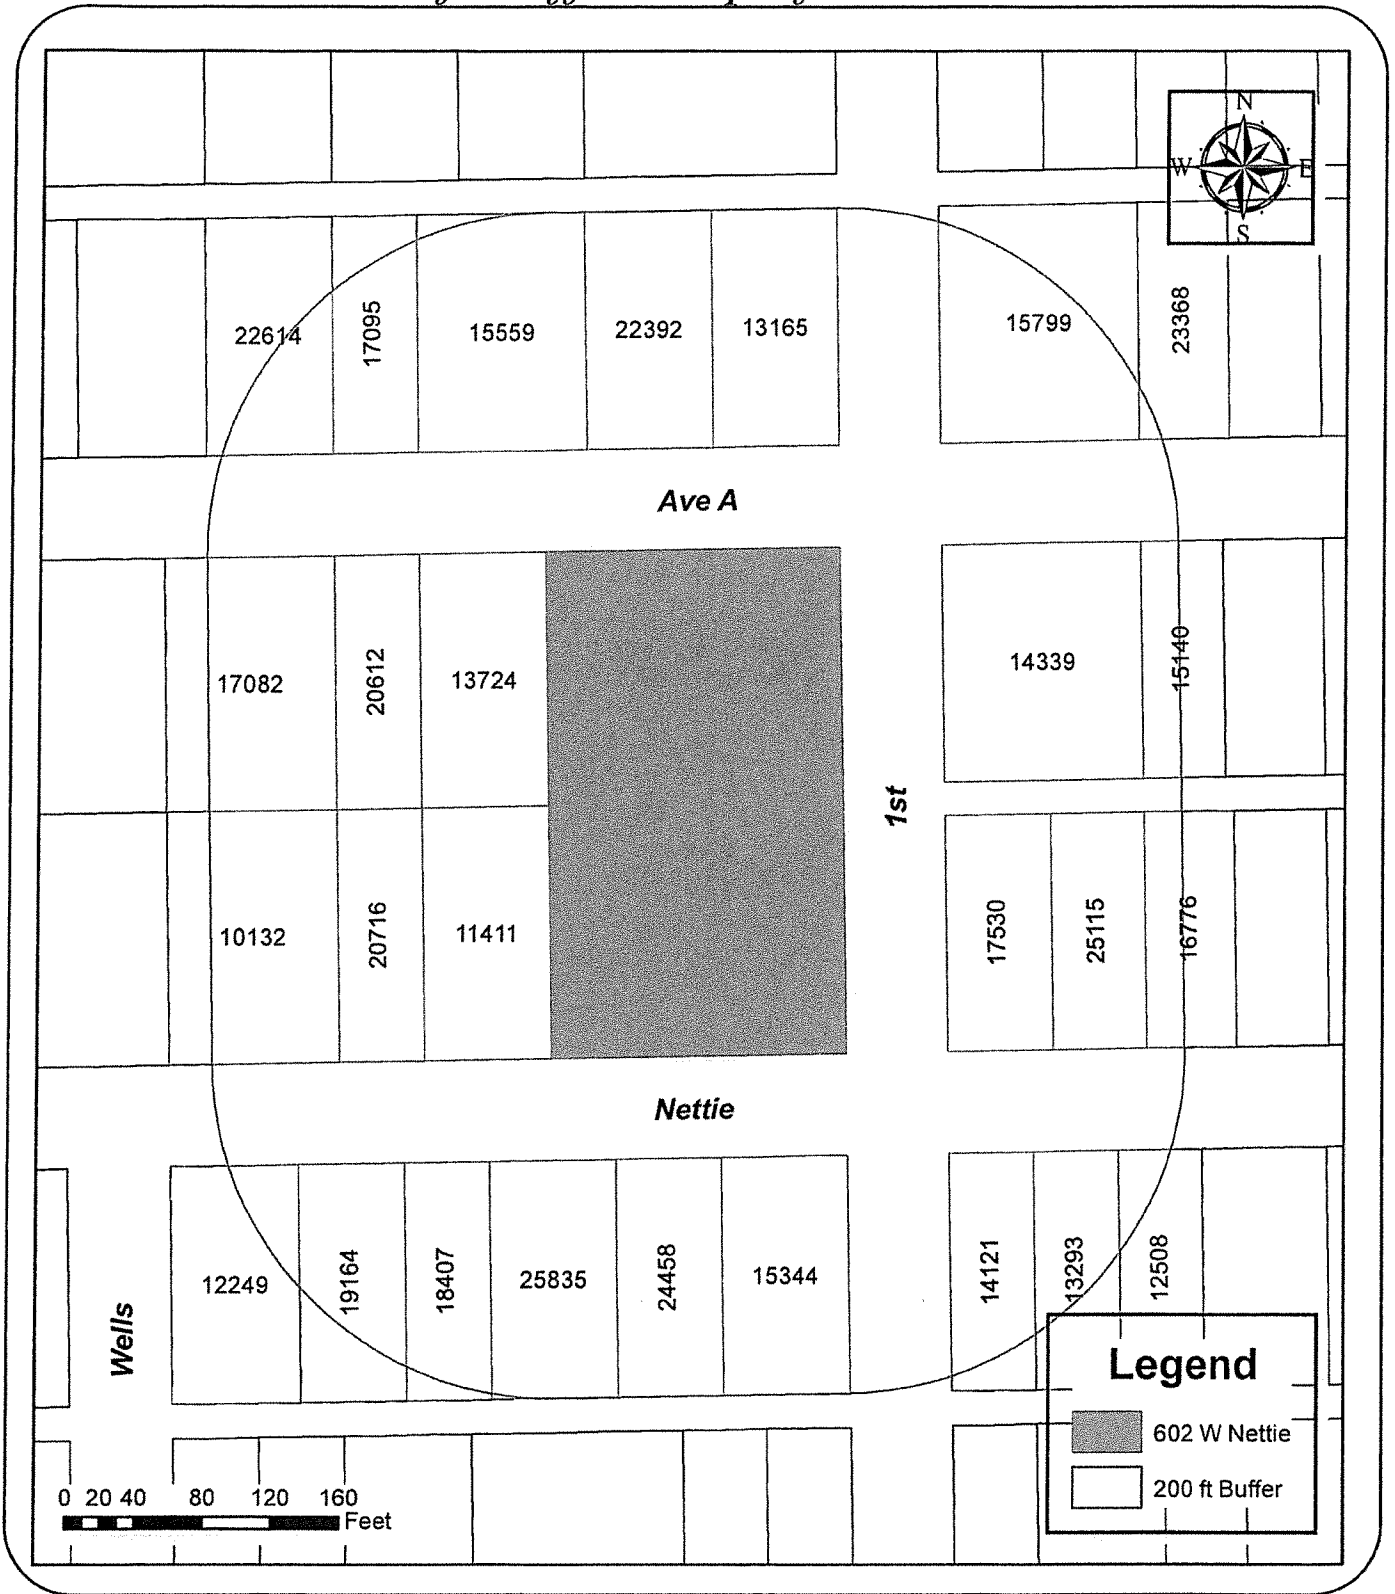 N
W E
S
22614 17095 15559 22392 13165 15799 23368
Ave A
17082 20612 13724 14339 15140
1st
10132 20716 11411 17530 25115 16776
Nettie
12249 19164 18407 25835 24458 15344 14121 13293 12508
Wells
Legend
602 W Nettie
200 ft Buffer
0 20 40 80 120 160
Feet